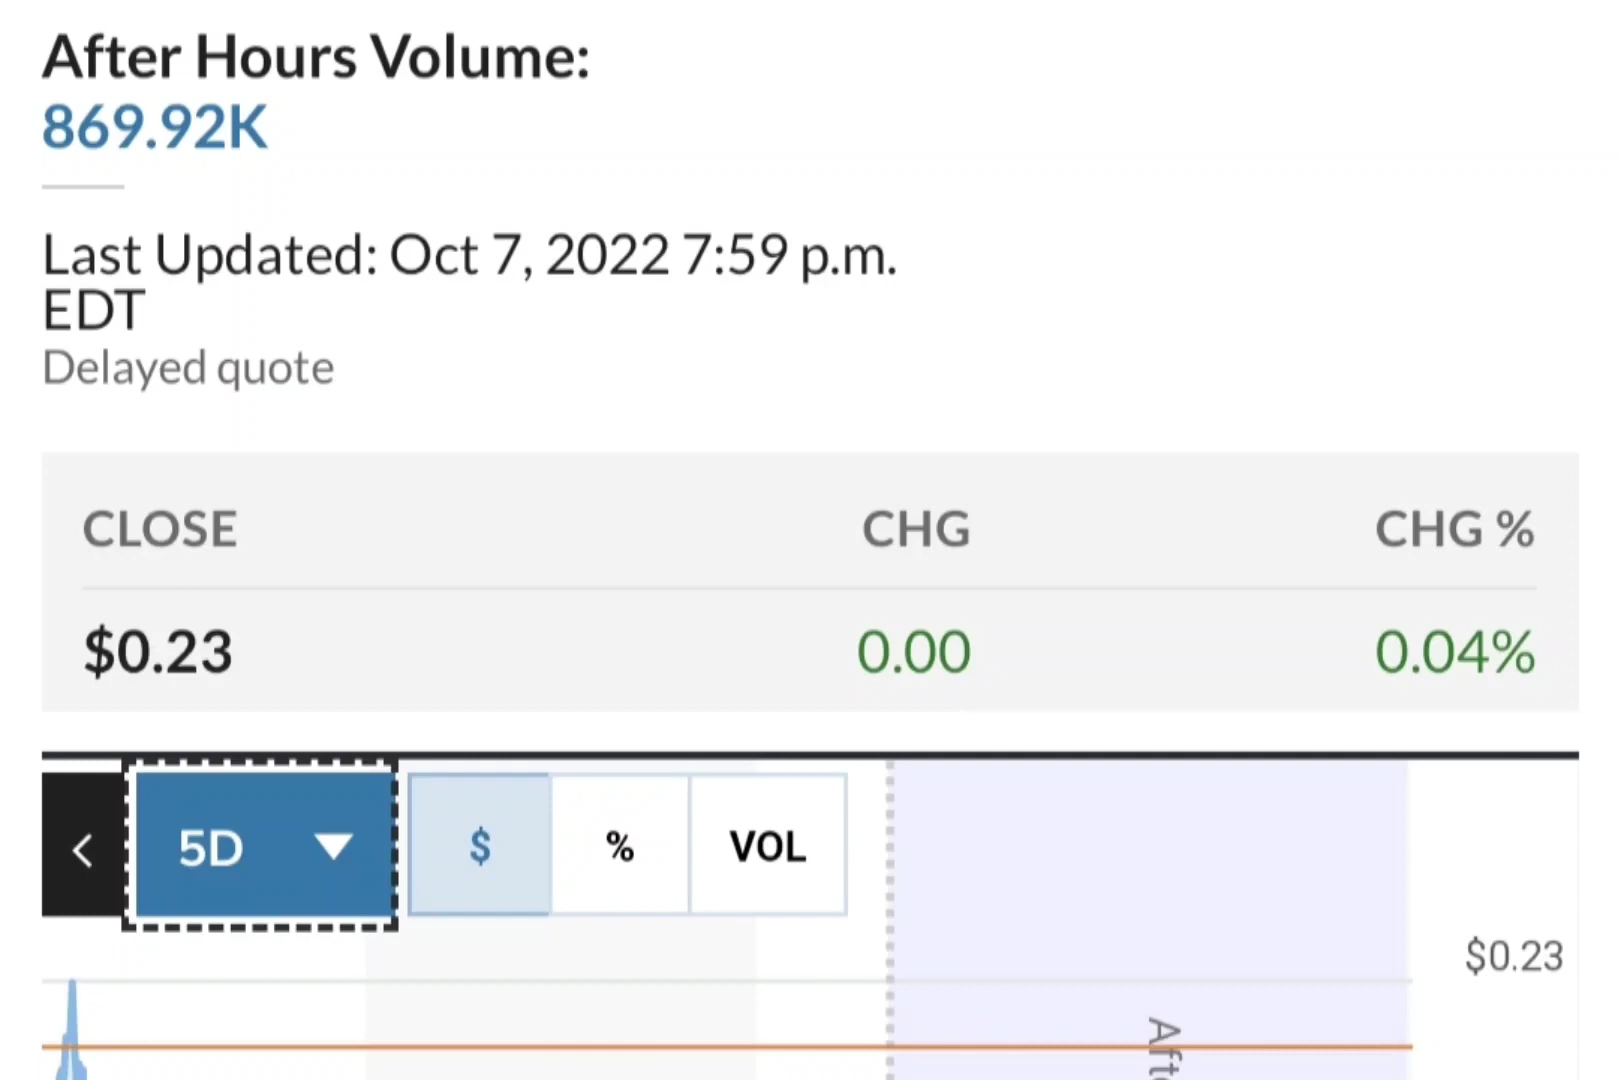 After Hours Volume:
869.92K
Last Updated: Oct 7, 2022 7:59 p.m.
EDT
Delayed quote
CLOSE CHG CHG %
$0.23 0.00 0.04%
5D $ % VOL
$0.23